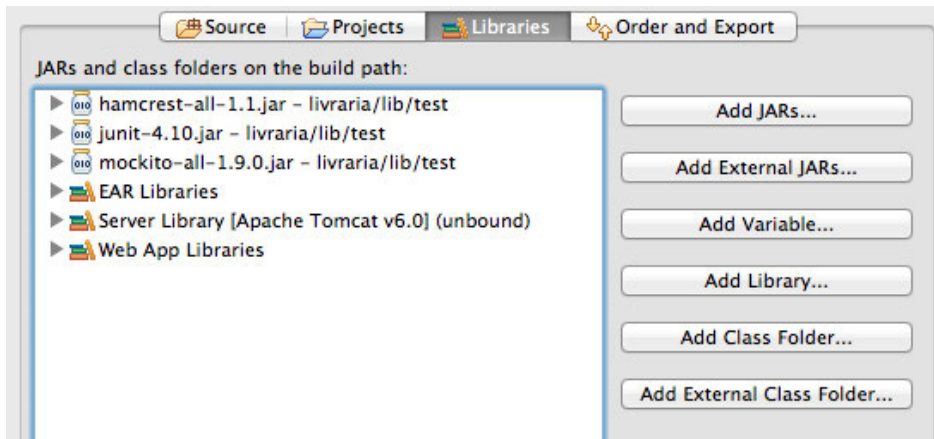 Source Projects Libraries Order and Export
JARs and class folders on the build path:
hamcrest-all-1.1.jar - livraria/lib/test
junit-4.10.jar - livraria/lib/test
mockito-all-1.9.0.jar - livraria/lib/test
EAR Libraries
Server Library [Apache Tomcat v6.0] (unbound)
Web App Libraries
Add JARs...
Add External JARs...
Add Variable...
Add Library...
Add Class Folder...
Add External Class Folder...